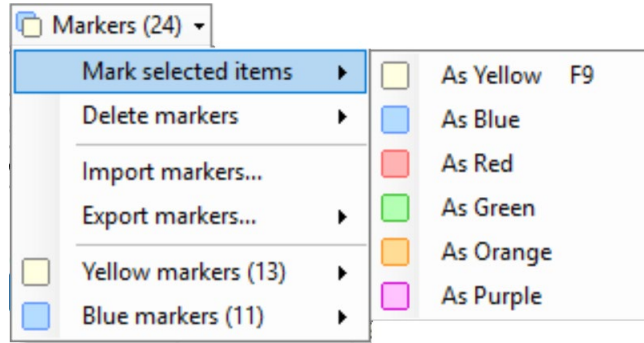 Markers (24)
Mark selected items
Delete markers
Import markers...
Export markers...
Yellow markers (13)
Blue markers (11)
As Yellow F9
As Blue
As Red
As Green
As Orange
As Purple